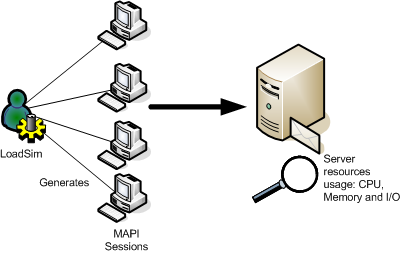 LoadSim
Generates
MAPI
Sessions
Server
resources
usage: CPU,
Memory and I/O